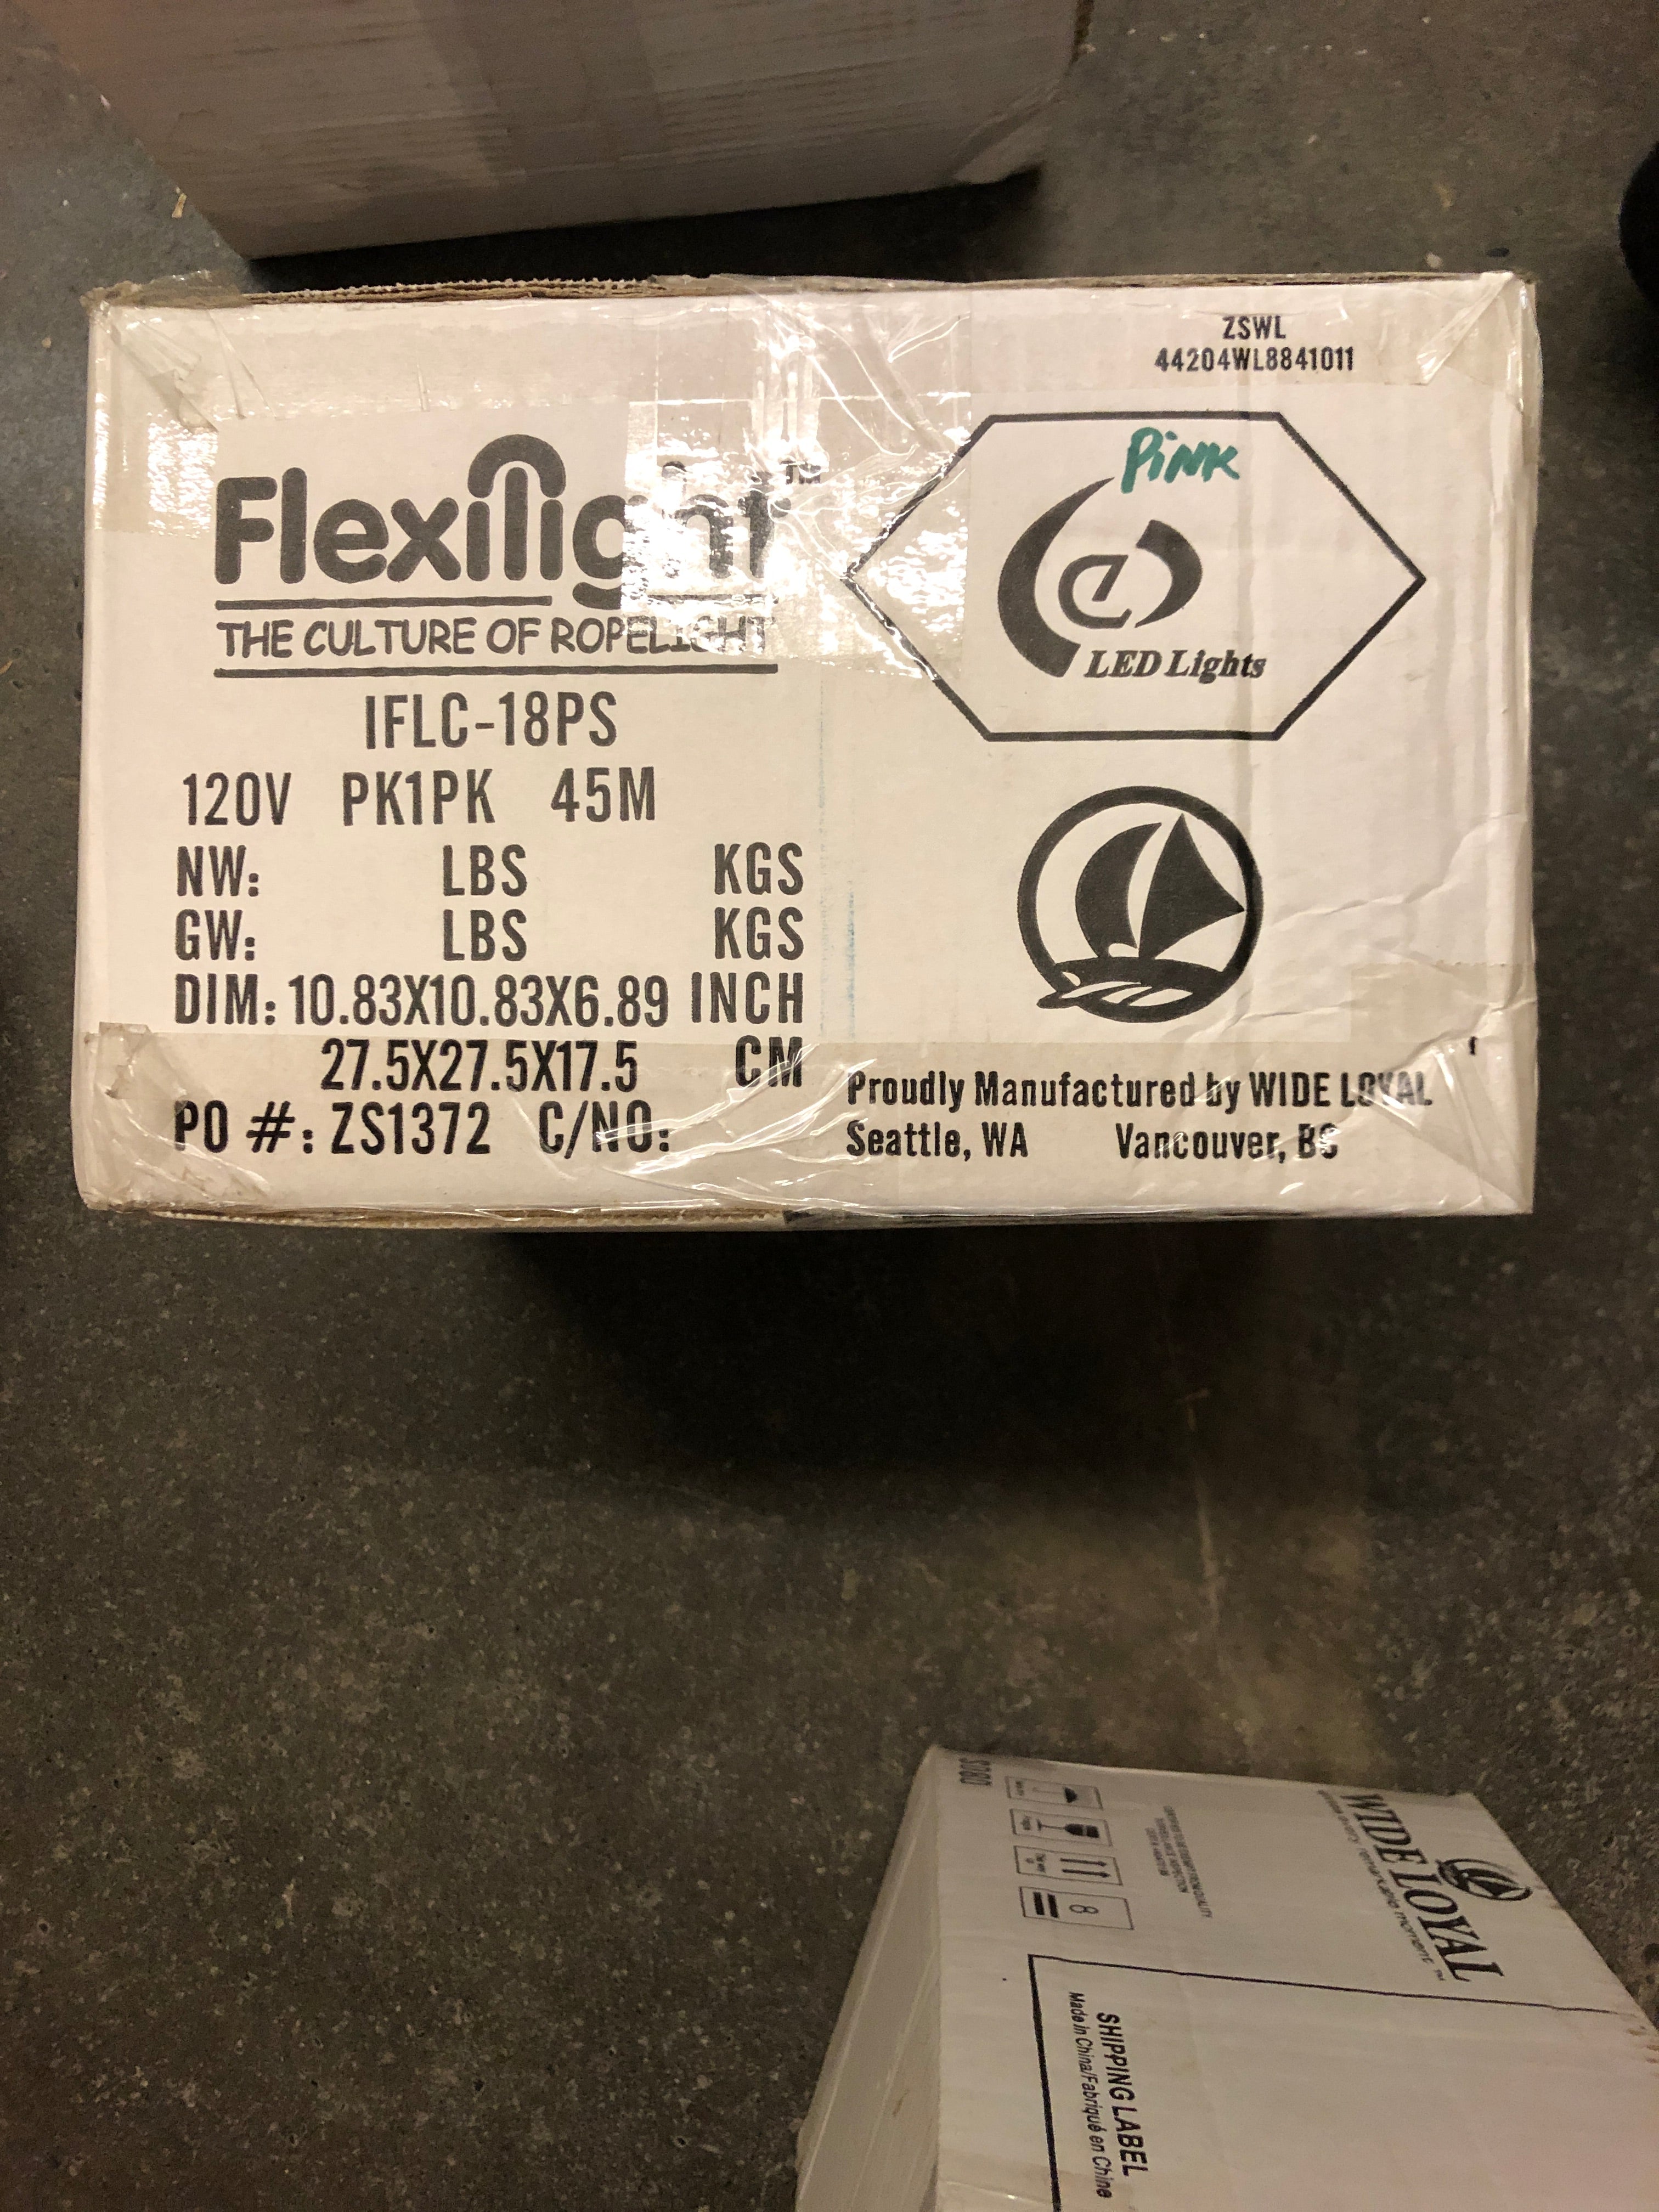 ZSWL
44204WL8841011
Flexilight™
THE CULTURE OF ROPELIGHT
IFLC-18PS
120V PK1PK 45M
NW: LBS KGS
GW: LBS KGS
DIM: 10.83X10.83X6.89 INCH
27.5X27.5X17.5 CM
PO #: ZS1372 C/NO:
Pink
e
LED Lights
Proudly Manufactured by WIDE LOYAL
Seattle, WA Vancouver, BC
WIDE LOYAL
8
SHIPPING LABEL
Made in China/Fabriqué en Chine